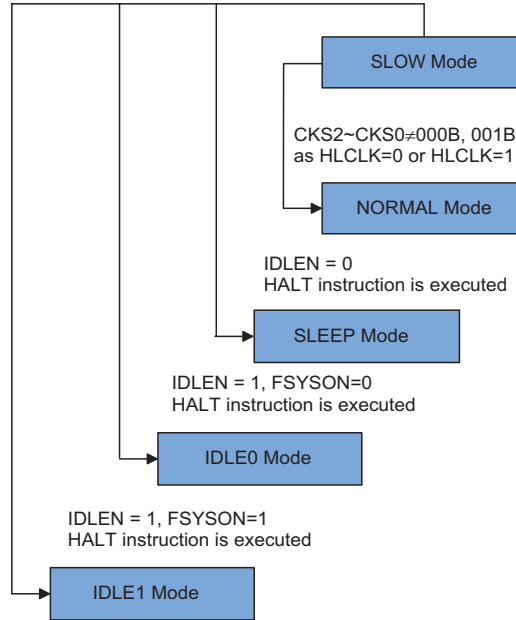 SLOW Mode
CKS2~CKS0≠000B, 001B
as HLCLK=0 or HLCLK=1
NORMAL Mode
IDLEN = 0
HALT instruction is executed
SLEEP Mode
IDLEN = 1, FSYSON=0
HALT instruction is executed
IDLE0 Mode
IDLEN = 1, FSYSON=1
HALT instruction is executed
IDLE1 Mode